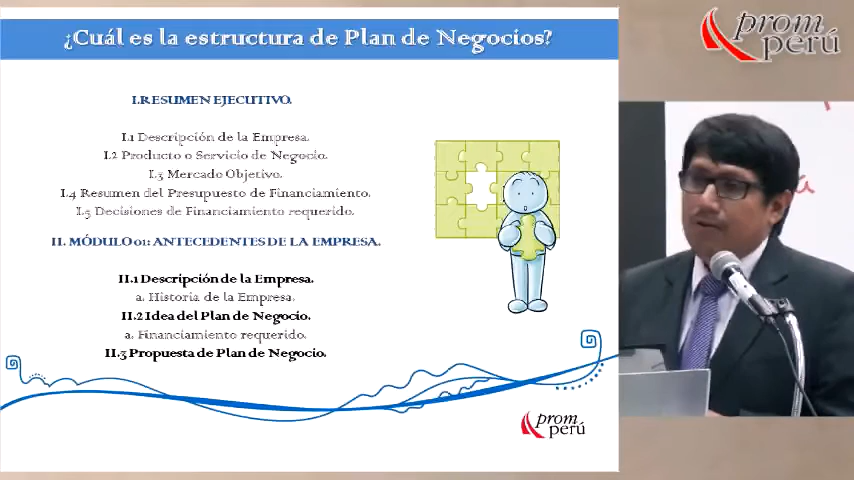 ¿Cuál es la estructura de Plan de Negocios?
I.RESUMEN EJECUTIVO.
I.1 Descripción de la Empresa.
I.2 Producto o Servicio de Negocio.
I.3 Mercado Objetivo.
I.4 Resumen del Presupuesto de Financiamiento.
I.5 Decisiones de Financiamiento requerido.
II. MÓDULO 01: ANTECEDENTES DE LA EMPRESA.
II.1 Descripción de la Empresa.
a. Historia de la Empresa.
II.2 Idea del Plan de Negocio.
a. Financiamiento requerido.
II.3 Propuesta de Plan de Negocio.
prom
perú
prom
perú